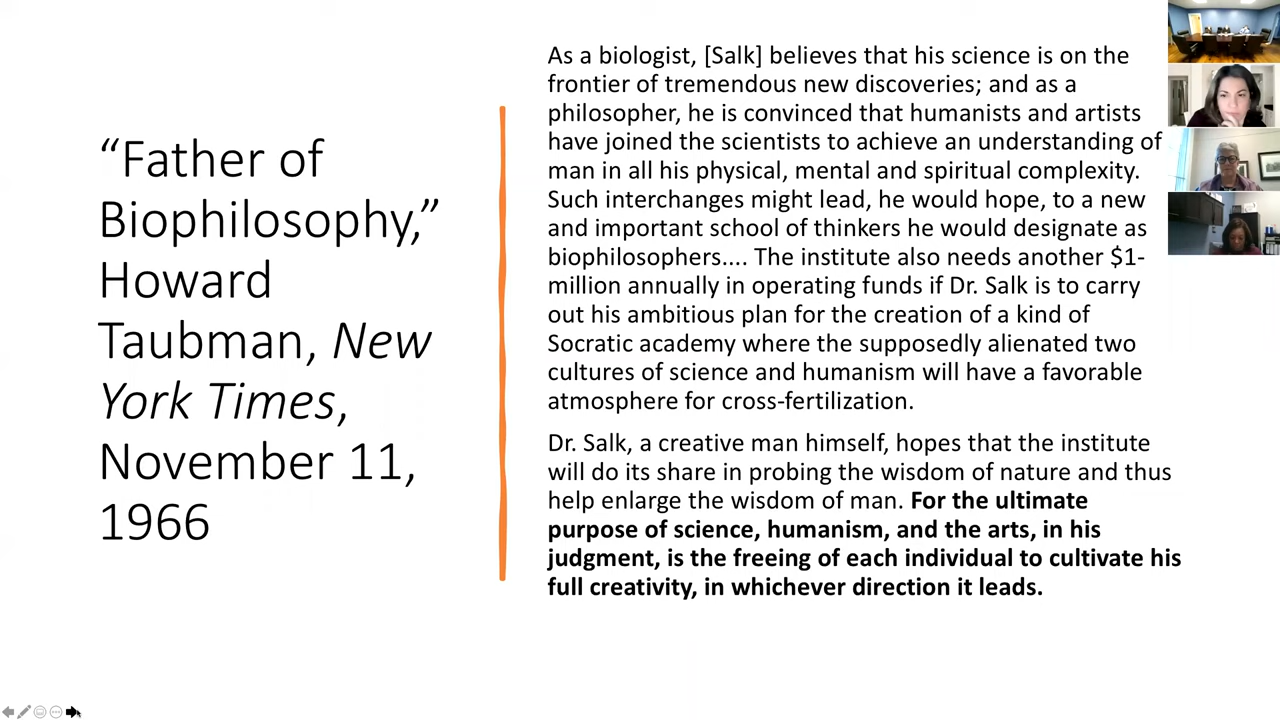 “Father of
Biophilosophy,”
Howard
Taubman, New
York Times,
November 11,
1966
As a biologist, [Salk] believes that his science is on the
frontier of tremendous new discoveries; and as a
philosopher, he is convinced that humanists and artists
have joined the scientists to achieve an understanding of
man in all his physical, mental and spiritual complexity.
Such interchanges might lead, he would hope, to a new
and important school of thinkers he would designate as
biophilosophers.... The institute also needs another $1-
million annually in operating funds if Dr. Salk is to carry
out his ambitious plan for the creation of a kind of
Socratic academy where the supposedly alienated two
cultures of science and humanism will have a favorable
atmosphere for cross-fertilization.
Dr. Salk, a creative man himself, hopes that the institute
will do its share in probing the wisdom of nature and thus
help enlarge the wisdom of man. For the ultimate
purpose of science, humanism, and the arts, in his
judgment, is the freeing of each individual to cultivate his
full creativity, in whichever direction it leads.